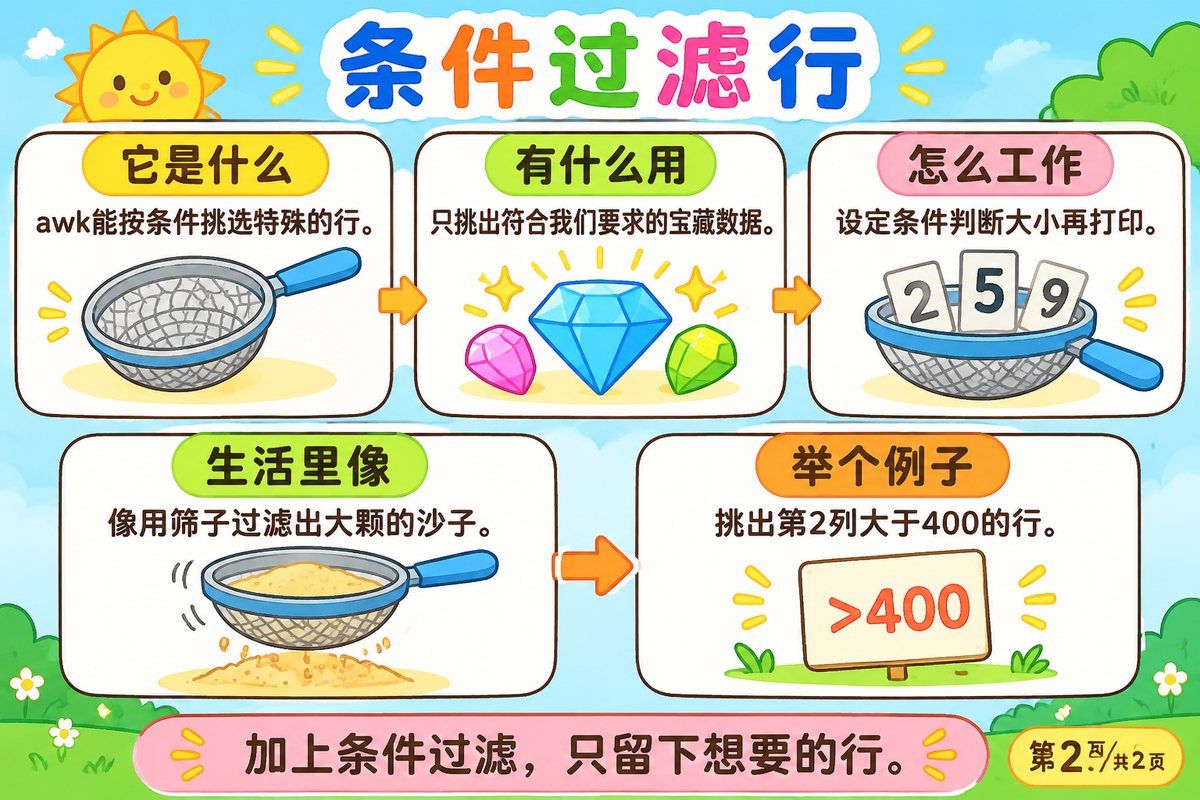 条件过滤行
它是什么
awk能按条件挑选特殊的行。
有什么用
只挑出符合我们要求的宝藏数据。
怎么工作
设定条件判断大小再打印。
2 5 9
生活里像
像用筛子过滤出大颗的沙子。
举个例子
挑出第2列大于400的行。
>400
加上条件过滤，只留下想要的行。
第2页/共2页